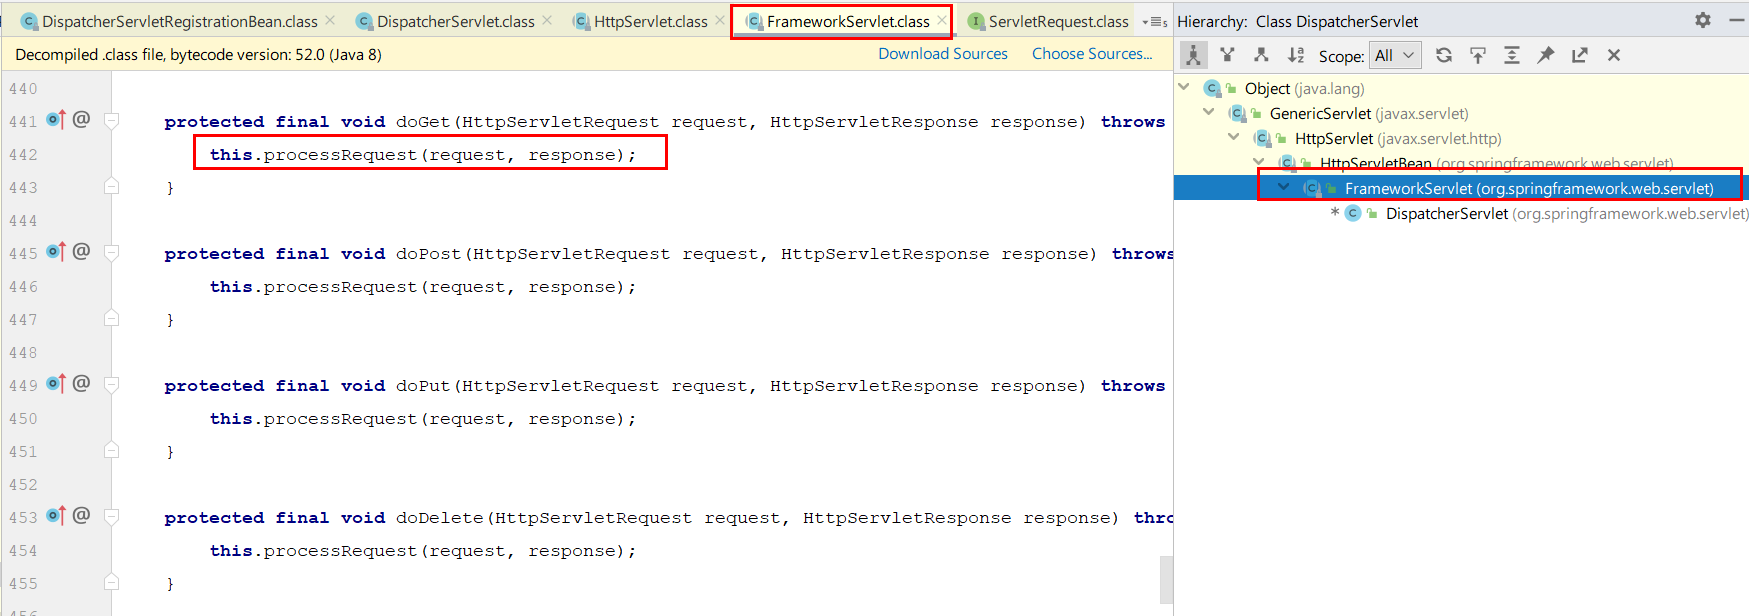 DispatcherServletRegistrationBean.class DispatcherServlet.class HttpServlet.class FrameworkServlet.class ServletRequest.class 5
Decompiled .class file, bytecode version: 52.0 (Java 8) Download Sources Choose Sources...
440
441 @ protected final void doGet(HttpServletRequest request, HttpServletResponse response) throws
442 this.processRequest(request, response);
443 }
444
445 @ protected final void doPost(HttpServletRequest request, HttpServletResponse response) throws
446 this.processRequest(request, response);
447 }
448
449 @ protected final void doPut(HttpServletRequest request, HttpServletResponse response) throws
450 this.processRequest(request, response);
451 }
452
453 @ protected final void doDelete(HttpServletRequest request, HttpServletResponse response) thro
454 this.processRequest(request, response);
455 }
456
Hierarchy: Class DispatcherServlet
Scope: All
Object (java.lang)
GenericServlet (javax.servlet)
HttpServlet (javax.servlet.http)
HttpServletBean (org.springframework.web.servlet)
FrameworkServlet (org.springframework.web.servlet)
* DispatcherServlet (org.springframework.web.servlet)